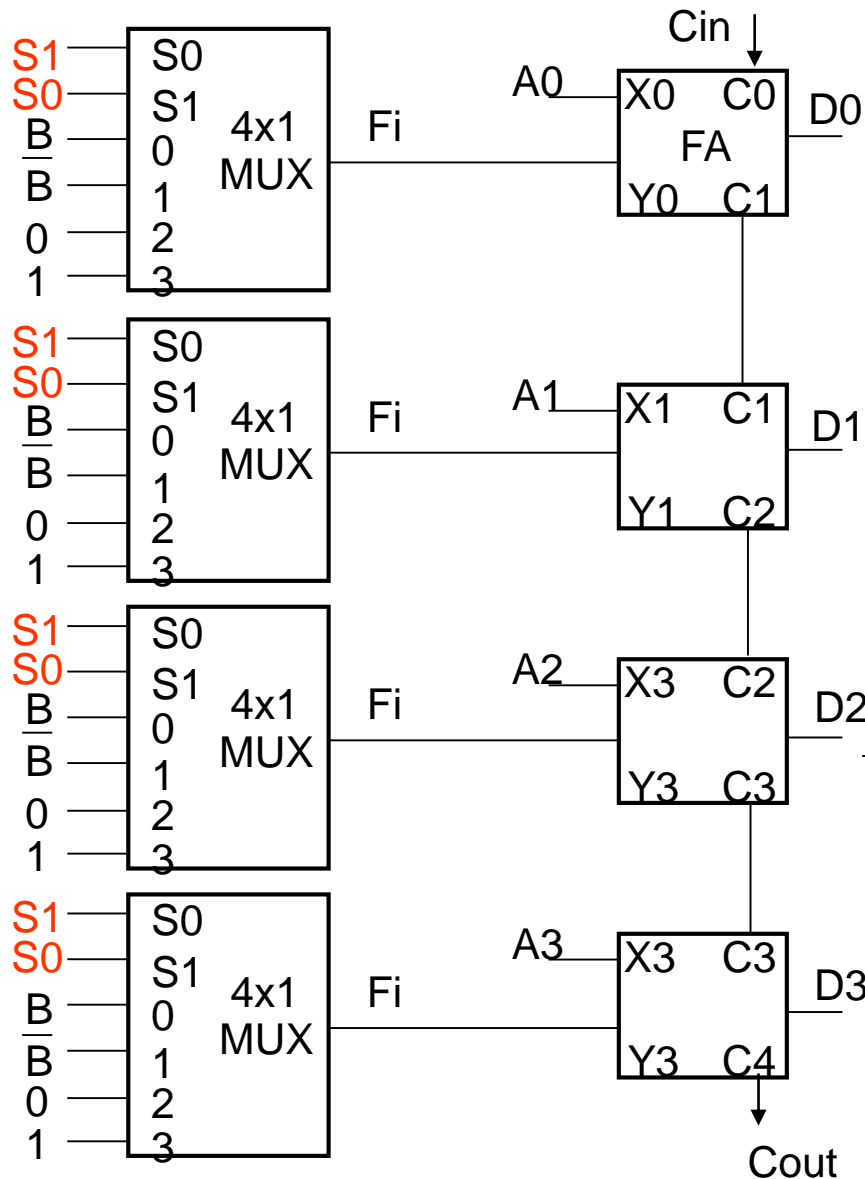 Cin
S1 S0 A0 X0 C0 D0
S0 S1 4x1 Fi FA
B 0 MUX
B 1 Y0 C1
0 2
1 3
S1 S0 A1 X1 C1 D1
S0 S1 4x1 Fi
B 0 MUX
B 1 Y1 C2
0 2
1 3
S1 S0 A2 X3 C2 D2
S0 S1 4x1 Fi
B 0 MUX
B 1 Y3 C3
0 2
1 3
S1 S0 A3 X3 C3 D3
S0 S1 4x1 Fi
B 0 MUX
B 1 Y3 C4
0 2
1 3
Cout